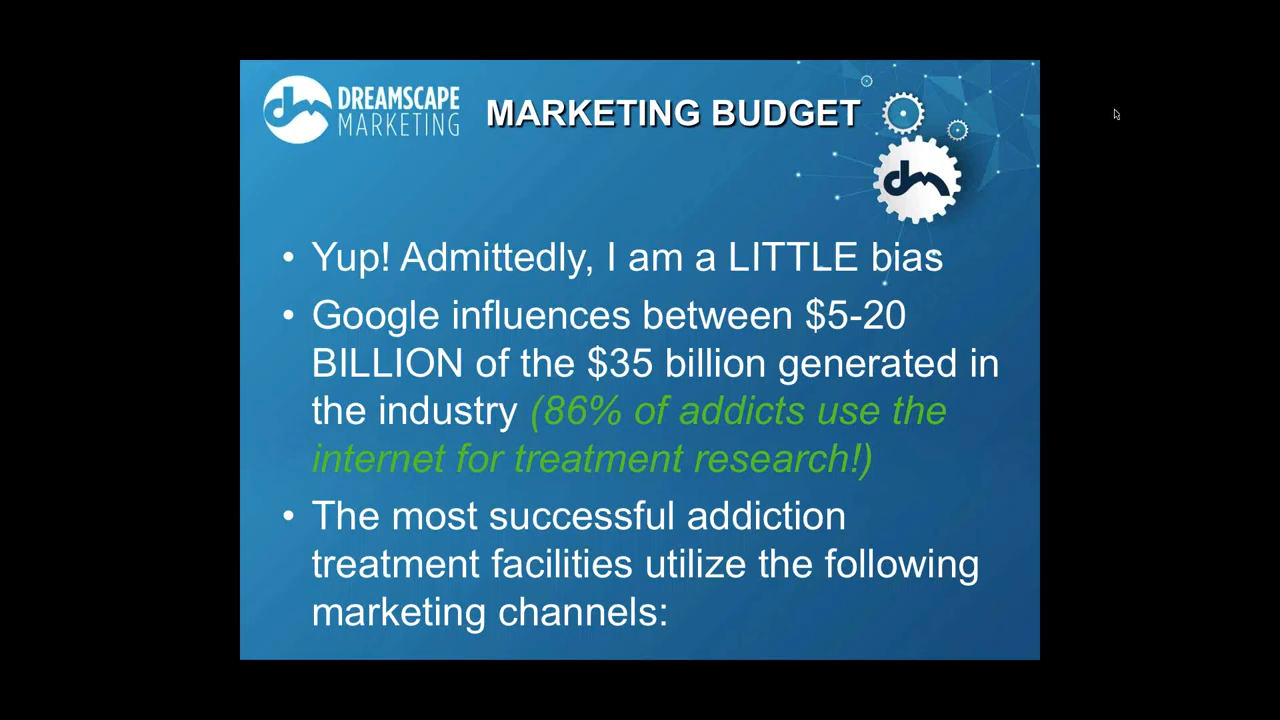 DREAMSCAPE
MARKETING
MARKETING BUDGET
dm
• Yup! Admittedly, I am a LITTLE bias
• Google influences between $5-20
BILLION of the $35 billion generated in
the industry (86% of addicts use the
internet for treatment research!)
• The most successful addiction
treatment facilities utilize the following
marketing channels: